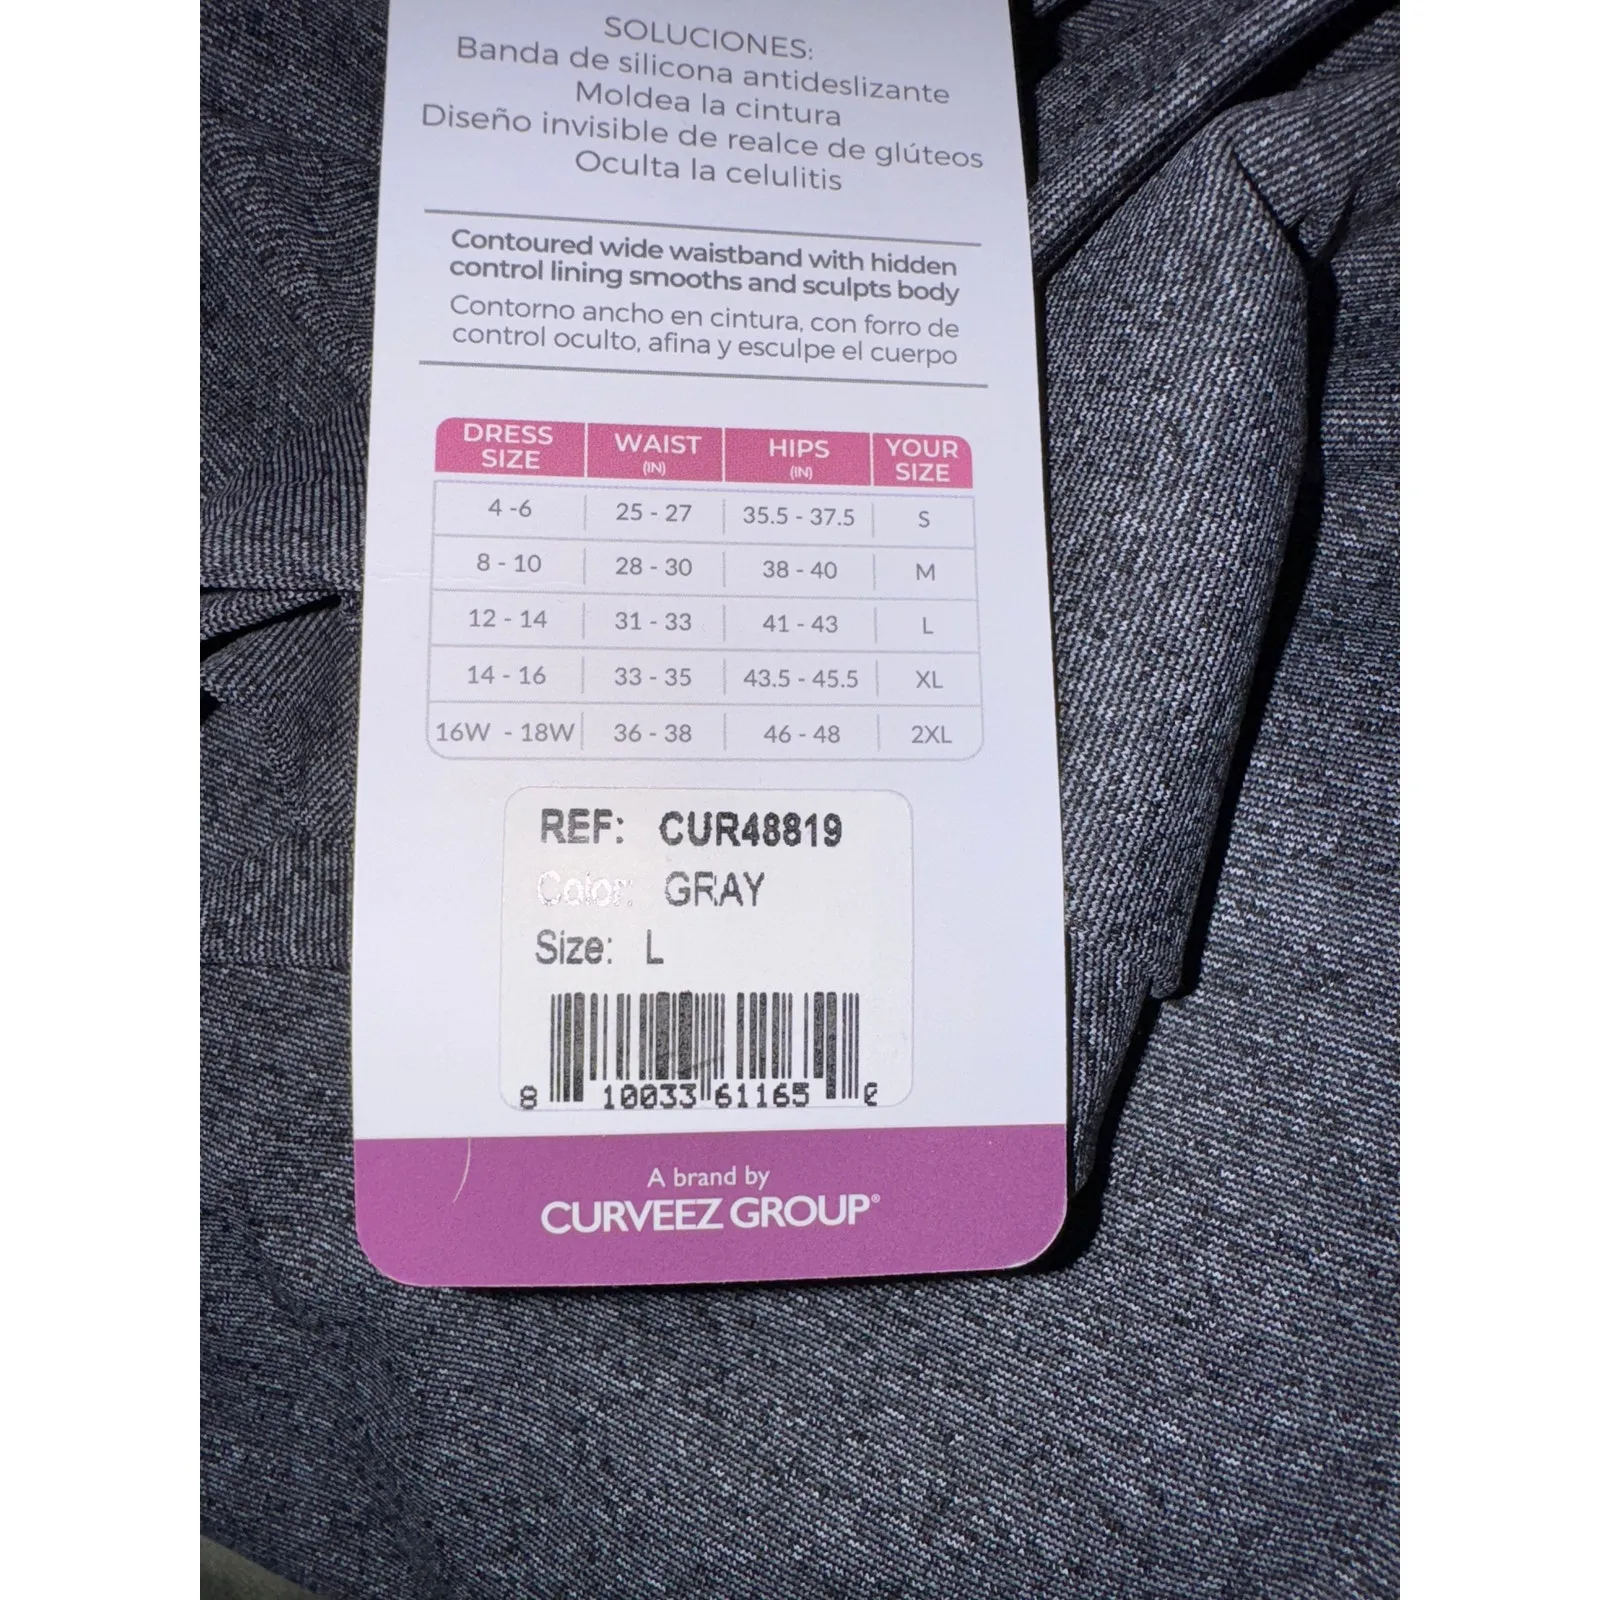 SOLUCIONES:
Banda de silicona antideslizante
Moldea la cintura
Diseño invisible de realce de glúteos
Oculta la celulitis
Contoured wide waistband with hidden
control lining smooths and sculpts body
Contorno ancho en cintura, con forro de
control oculto, afina y esculpe el cuerpo
DRESS SIZE WAIST (IN) HIPS (IN) YOUR SIZE
4 -6 25 - 27 35.5 - 37.5 S
8 - 10 28 - 30 38 - 40 M
12 - 14 31 - 33 41 - 43 L
14 - 16 33 - 35 43.5 - 45.5 XL
16W - 18W 36 - 38 46 - 48 2XL
REF: CUR48819
Color: GRAY
Size: L
8 10033 61165
A brand by
CURVEEZ GROUP®